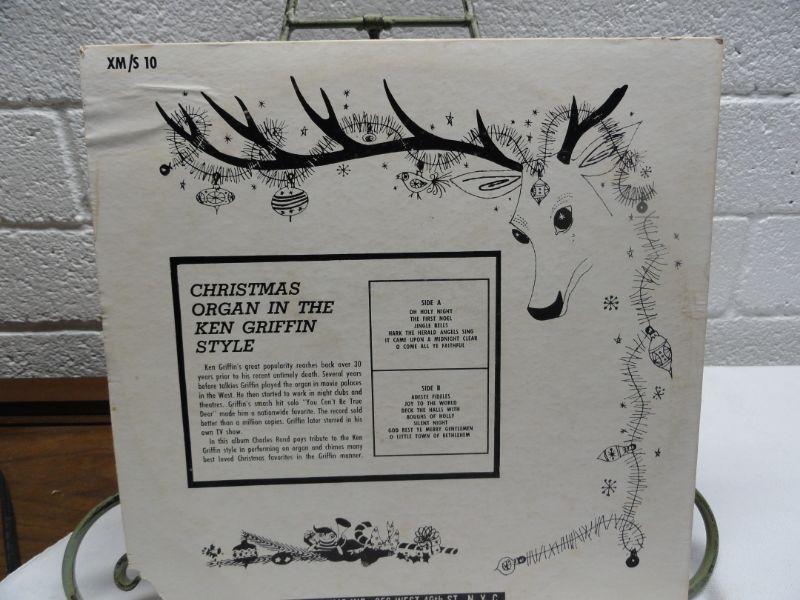 XM/S 10
CHRISTMAS
ORGAN IN THE
KEN GRIFFIN
STYLE
Ken Griffin's great popularity reaches back over 30
years prior to his recent untimely death. Several years
before talkies Griffin played the organ in movie palaces
in the West. He then started to work in night clubs and
theatres. Griffin's smash hit solo "You Can't Be True
Dear" made him a nationwide favorite. The record sold
better than a million copies. Griffin later starred in his
own TV show.
In this album Charles Rand pays tribute to the Ken
Griffin style in performing on organ and chimes many
best loved Christmas favorites in the Griffin manner.
SIDE A
OH HOLY NIGHT
THE FIRST NOEL
JINGLE BELLS
HARK THE HERALD ANGELS SING
IT CAME UPON A MIDNIGHT CLEAR
O COME ALL YE FAITHFUL
SIDE B
ADESTE FIDELES
JOY TO THE WORLD
DECK THE HALLS WITH
BOUGHS OF HOLLY
SILENT NIGHT
GOD REST YE MERRY GENTLEMEN
O LITTLE TOWN OF BETHLEHEM
WEST 49th ST. N.Y.C.